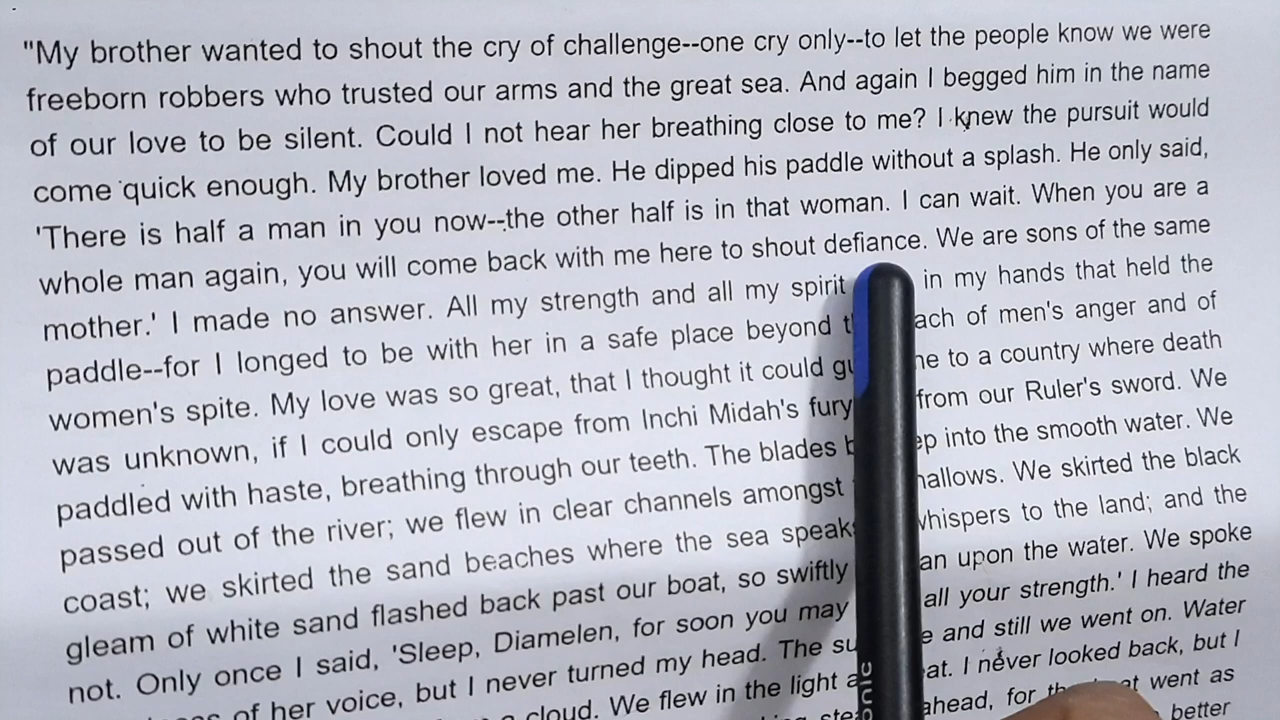 "My brother wanted to shout the cry of challenge--one cry only--to let the people know we were
freeborn robbers who trusted our arms and the great sea. And again I begged him in the name
of our love to be silent. Could I not hear her breathing close to me? I knew the pursuit would
come quick enough. My brother loved me. He dipped his paddle without a splash. He only said,
'There is half a man in you now--the other half is in that woman. I can wait. When you are a
whole man again, you will come back with me here to shout defiance. We are sons of the same
mother.' I made no answer. All my strength and all my spirit in my hands that held the
paddle--for I longed to be with her in a safe place beyond of men's anger and of
women's spite. My love was so great, that I thought it could to a country where death
was unknown, if I could only escape from Inchi Midah's fury from our Ruler's sword. We
paddled with haste, breathing through our teeth. The blades into the smooth water. We
passed out of the river; we flew in clear channels amongst We skirted the black
coast; we skirted the sand beaches where the sea speaks whispers to the land; and the
gleam of white sand flashed back past our boat, so swiftly upon the water. We spoke
not. Only once I said, 'Sleep, Diamelen, for soon you may all your strength.' I heard the
of her voice, but I never turned my head. The and still we went on. Water
cloud. We flew in the light I never looked back, but I
ahead, for went as
better
onic